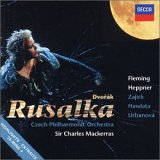 DECCA
Dvořák
Rusalka
Czech Philharmonic Orchestra
Sir Charles Mackerras
Fleming
Heppner
Zajick
Hawlata
Urbanová